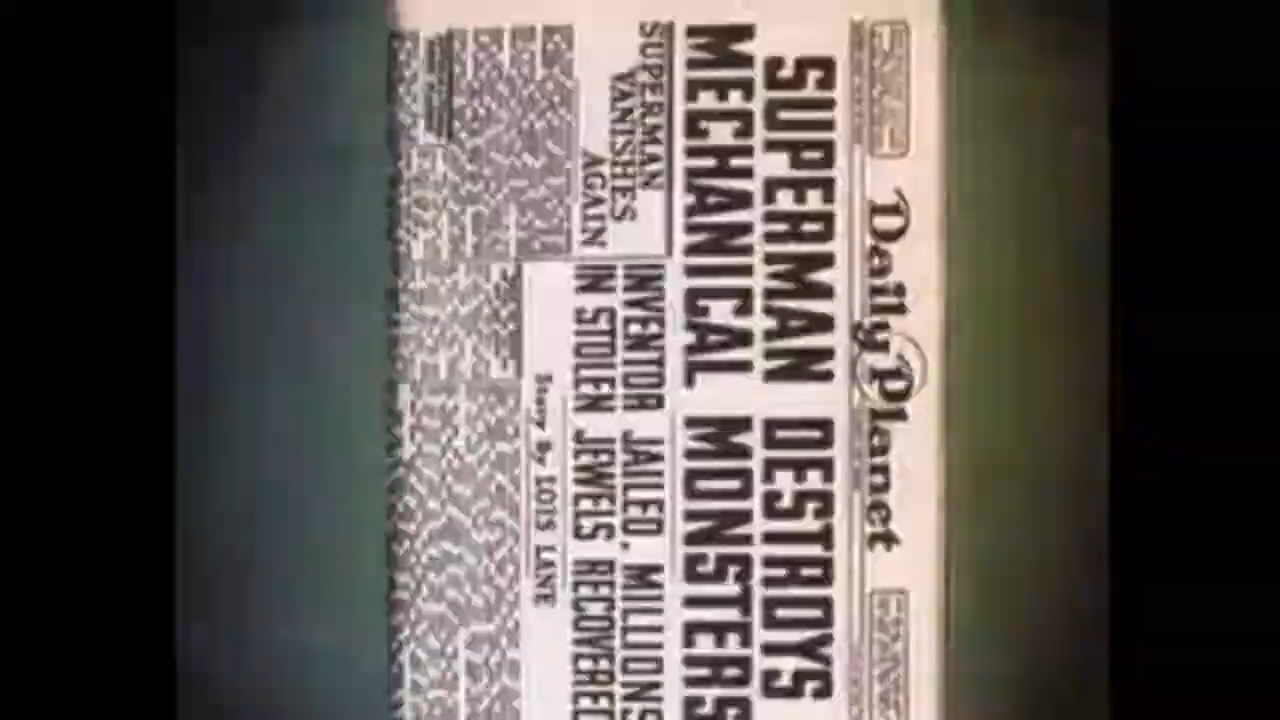 Daily Planet
SUPERMAN DESTROYS
MECHANICAL MONSTERS
SUPERMAN
VANISHES
AGAIN
INVENTOR JAILED, MILLIONS
IN STOLEN JEWELS RECOVERED
Story By LOIS LANE